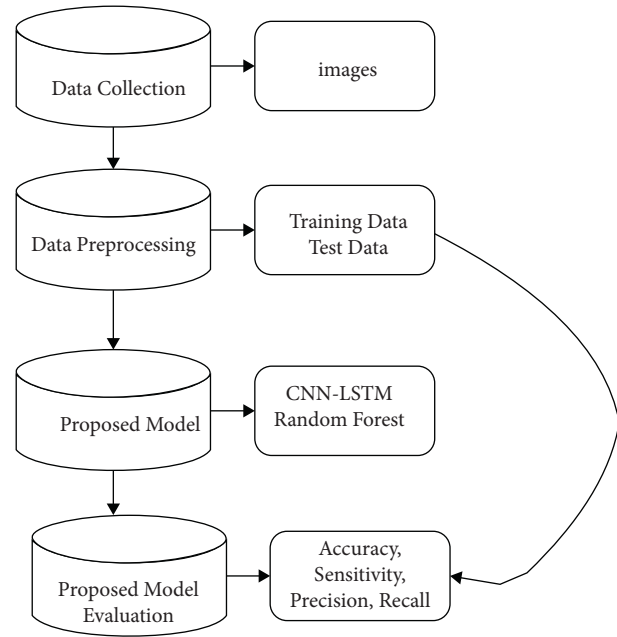 Data Collection
images
Data Preprocessing
Training Data
Test Data
Proposed Model
CNN-LSTM
Random Forest
Proposed Model
Evaluation
Accuracy,
Sensitivity,
Precision, Recall